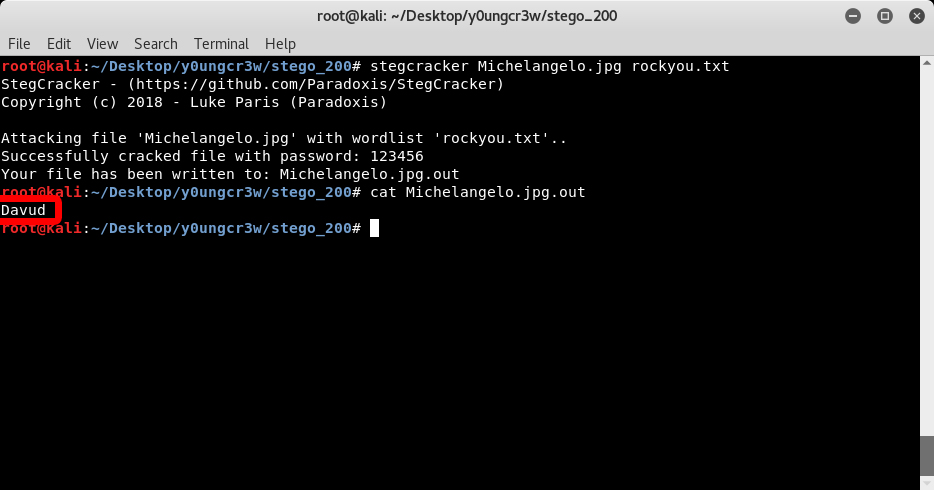 root@kali: ~/Desktop/y0ungcr3w/stego_200
File Edit View Search Terminal Help
root@kali:~/Desktop/y0ungcr3w/stego_200# stegcracker Michelangelo.jpg rockyou.txt
StegCracker - (https://github.com/Paradoxis/StegCracker)
Copyright (c) 2018 - Luke Paris (Paradoxis)
Attacking file 'Michelangelo.jpg' with wordlist 'rockyou.txt'..
Successfully cracked file with password: 123456
Your file has been written to: Michelangelo.jpg.out
root@kali:~/Desktop/y0ungcr3w/stego_200# cat Michelangelo.jpg.out
Davud
root@kali:~/Desktop/y0ungcr3w/stego_200#